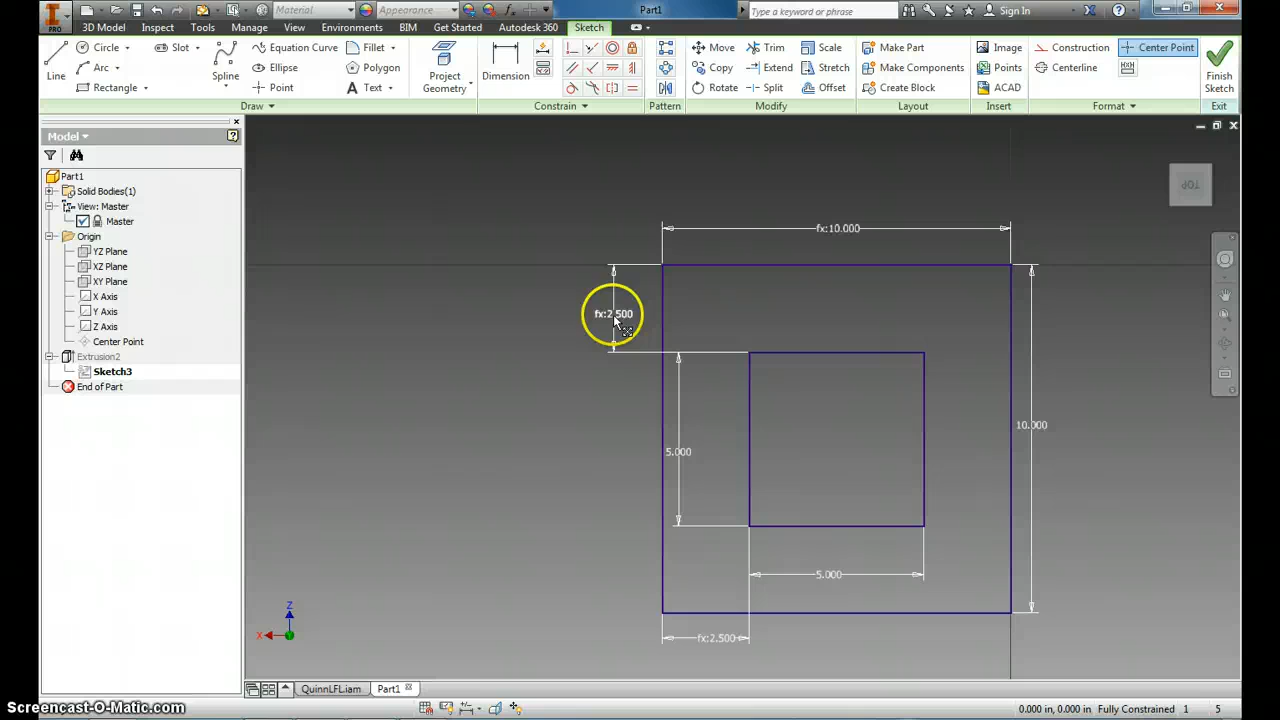 PRO
Material
Appearance
Part1
Type a keyword or phrase
Sign In
3D Model
Inspect
Tools
Manage
View
Environments
BIM
Get Started
Autodesk 360
Sketch
Line
Circle
Arc
Rectangle
Slot
Spline
Equation Curve
Ellipse
Point
Fillet
Polygon
Text
Project
Geometry
Dimension
Move
Copy
Rotate
Trim
Extend
Split
Scale
Stretch
Offset
Make Part
Make Components
Create Block
Image
Points
ACAD
Construction
Centerline
Center Point
Finish
Sketch
Draw
Constrain
Pattern
Modify
Layout
Insert
Format
Exit
Model
Part1
Solid Bodies(1)
View: Master
Master
Origin
YZ Plane
XZ Plane
XY Plane
X Axis
Y Axis
Z Axis
Center Point
Extrusion2
Sketch3
End of Part
TOP
fx:10.000
fx:2.500
10.000
5.000
5.000
fx:2.500
Z
X
QuinnLFL.iam
Part1
Screencast-O-Matic.com
0.000 in, 0.000 in
Fully Constrained
1
5